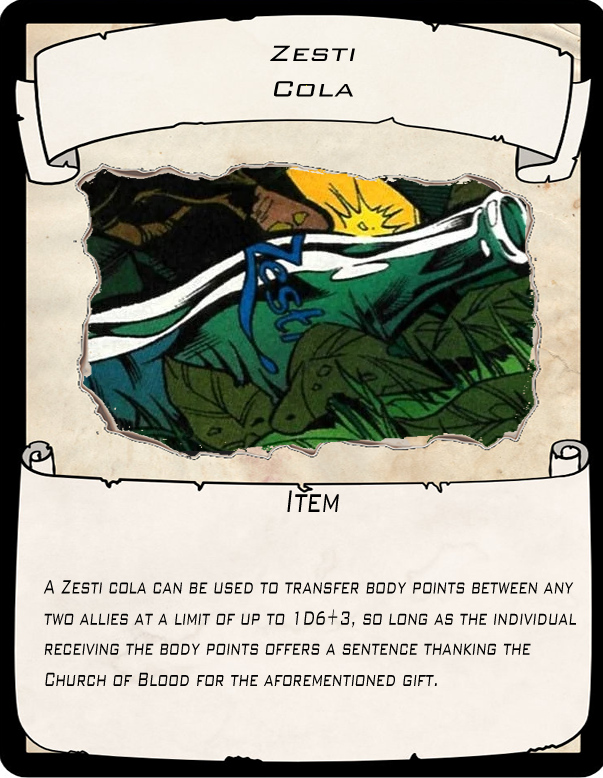 Zesti
Cola
Zesti
Item
A Zesti cola can be used to transfer body points between any
two allies at a limit of up to 1D6+3, so long as the individual
receiving the body points offers a sentence thanking the
Church of Blood for the aforementioned gift.